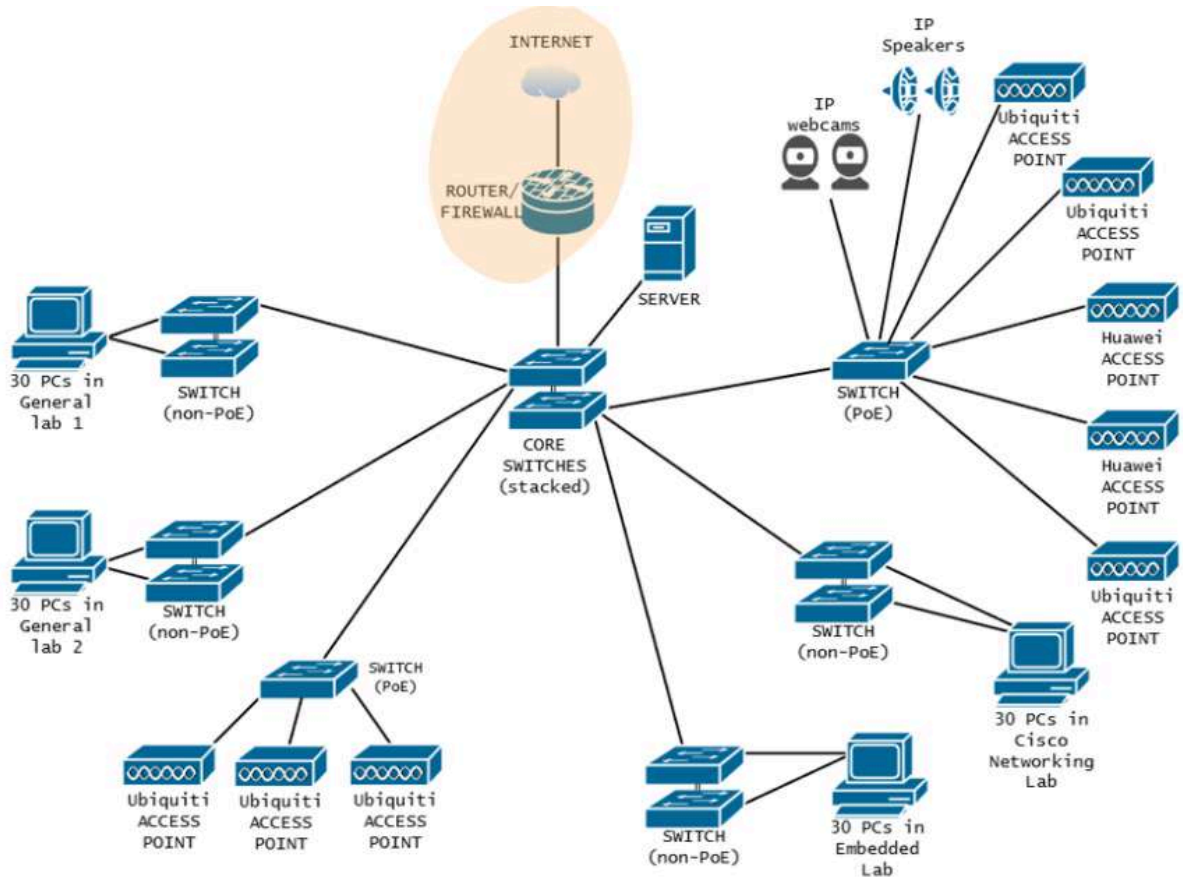 INTERNET
ROUTER/
FIREWALL
SERVER
IP
Speakers
IP
webcams
Ubiquiti
ACCESS
POINT
Ubiquiti
ACCESS
POINT
Huawei
ACCESS
POINT
Huawei
ACCESS
POINT
Ubiquiti
ACCESS
POINT
SWITCH
(PoE)
CORE
SWITCHES
(stacked)
30 PCs in
General
lab 1
SWITCH
(non-PoE)
30 PCs in
General
lab 2
SWITCH
(non-PoE)
SWITCH
(PoE)
Ubiquiti
ACCESS
POINT
Ubiquiti
ACCESS
POINT
Ubiquiti
ACCESS
POINT
SWITCH
(non-PoE)
30 PCs in
Cisco
Networking
Lab
SWITCH
(non-PoE)
30 PCs in
Embedded
Lab